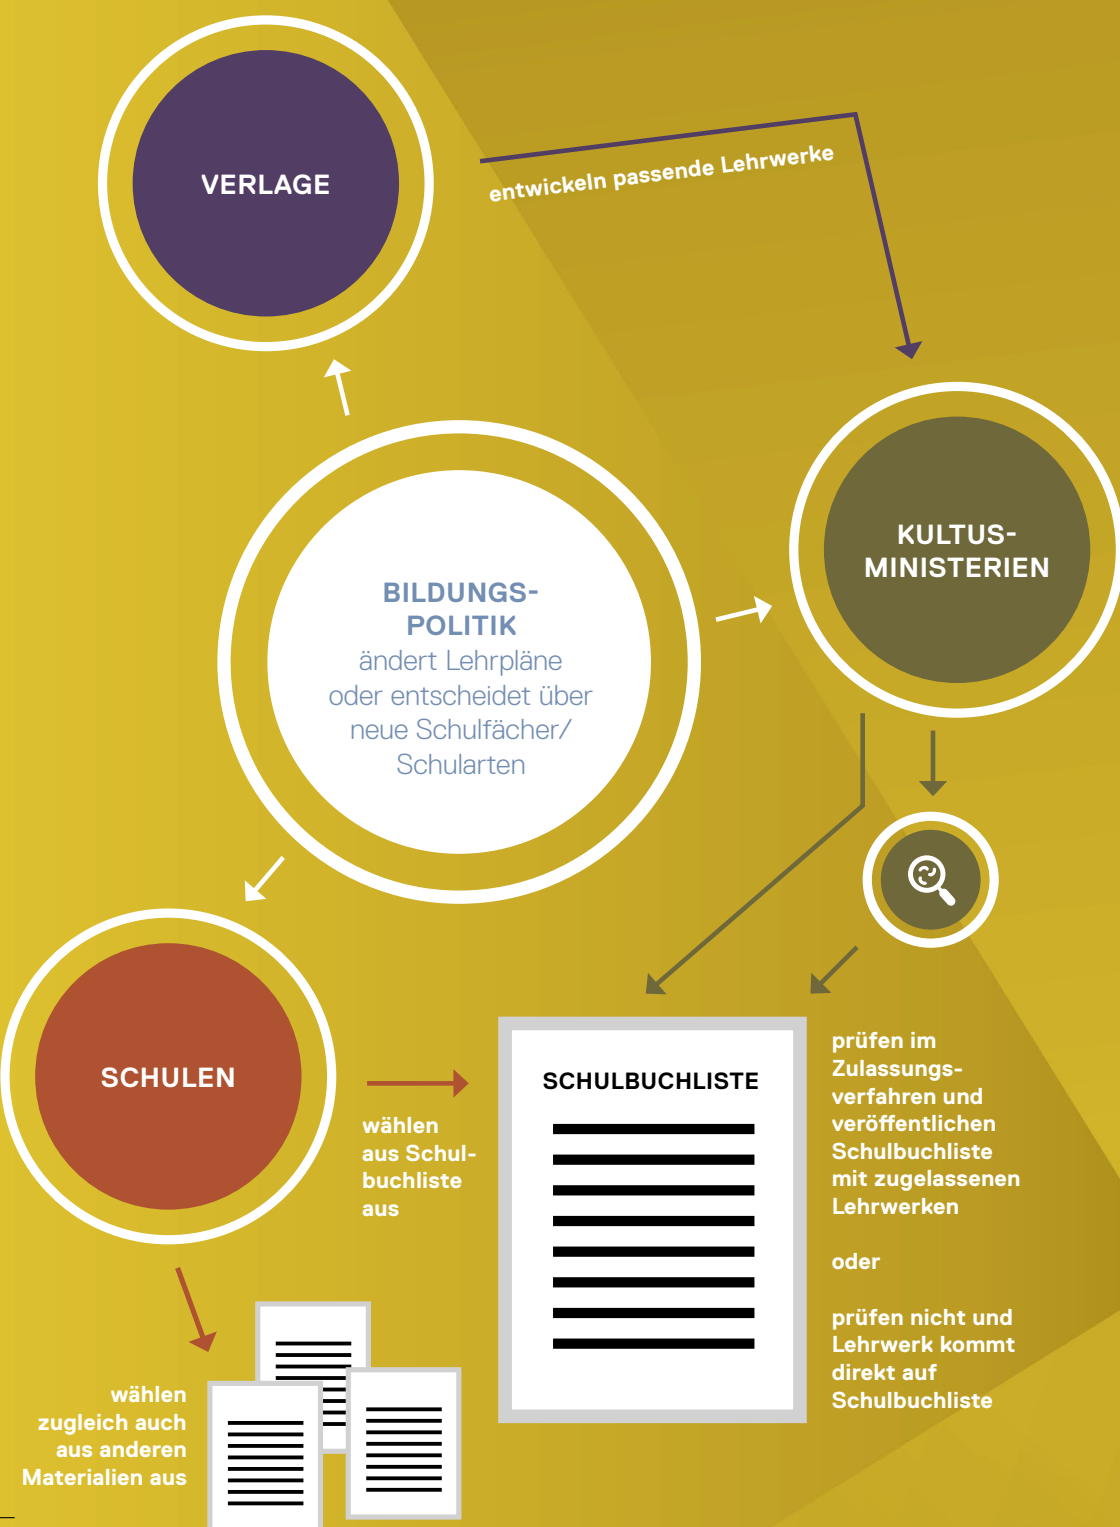 VERLAGE
entwickeln passende Lehrwerke
KULTUS-
MINISTERIEN
BILDUNGS-
POLITIK
ändert Lehrpläne
oder entscheidet über
neue Schulfächer/
Schularten
SCHULEN
wählen
aus Schul-
buchliste
aus
SCHULBUCHLISTE
prüfen im
Zulassungs-
verfahren und
veröffentlichen
Schulbuchliste
mit zugelassenen
Lehrwerken
oder
prüfen nicht und
Lehrwerk kommt
direkt auf
Schulbuchliste
wählen
zugleich auch
aus anderen
Materialien aus